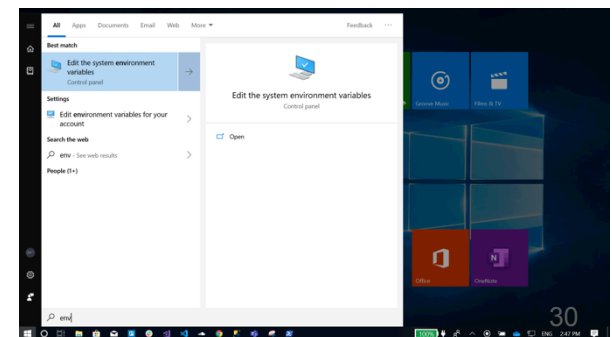 All Apps Documents Email Web More
Feedback ...
Best match
Edit the system environment
variables
Control panel
Settings
Edit environment variables for your
account
Search the web
env - See web results
People (1+)
Edit the system environment variables
Control panel
Open
Groove Music
Films & TV
Office
OneNote
30
env
100%
ENG 2:47 PM